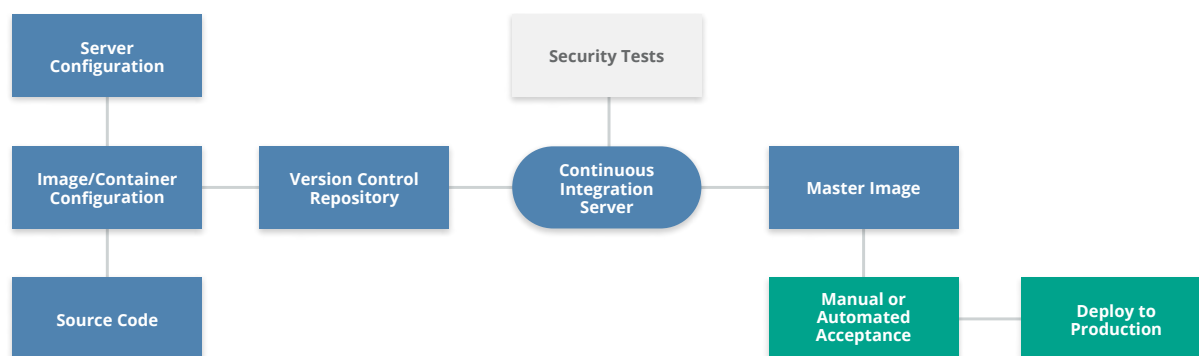 Server
Configuration
Security Tests
Image/Container
Configuration
Version Control
Repository
Continuous
Integration
Server
Master Image
Source Code
Manual or
Automated
Acceptance
Deploy to
Production